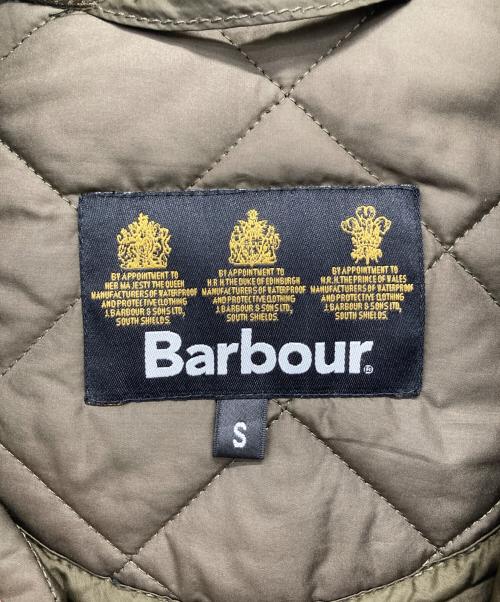 BY APPOINTMENT TO
HER MAJESTY THE QUEEN
MANUFACTURERS OF WATERPROOF
AND PROTECTIVE CLOTHING
J.BARBOUR & SONS LTD,
SOUTH SHIELDS.
BY APPOINTMENT TO
H.R.H. THE DUKE OF EDINBURGH
MANUFACTURERS OF WATERPROOF
AND PROTECTIVE CLOTHING
J.BARBOUR & SONS LTD,
SOUTH SHIELDS.
BY APPOINTMENT TO
H.R.H. THE PRINCE OF WALES
MANUFACTURERS OF WATERPROOF
AND PROTECTIVE CLOTHING
J.BARBOUR & SONS LTD,
SOUTH SHIELDS.
Barbour®
S